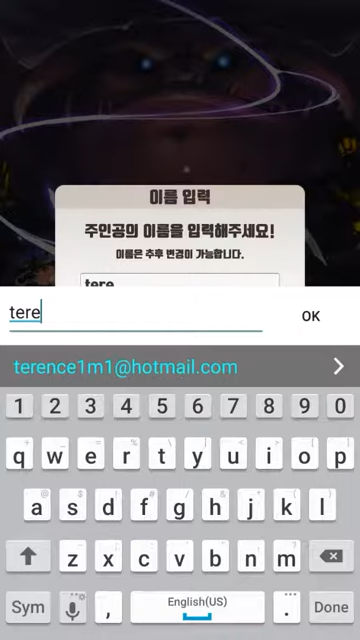 이름 입력
주인공의 이름을 입력해주세요!
이름은 추후 변경이 가능합니다.
tere
tere
OK
terence1m1@hotmail.com
1 2 3 4 5 6 7 8 9 0
q w e r t y u i o p
a s d f g h j k l
z x c v b n m
Sym , English(US) . Done